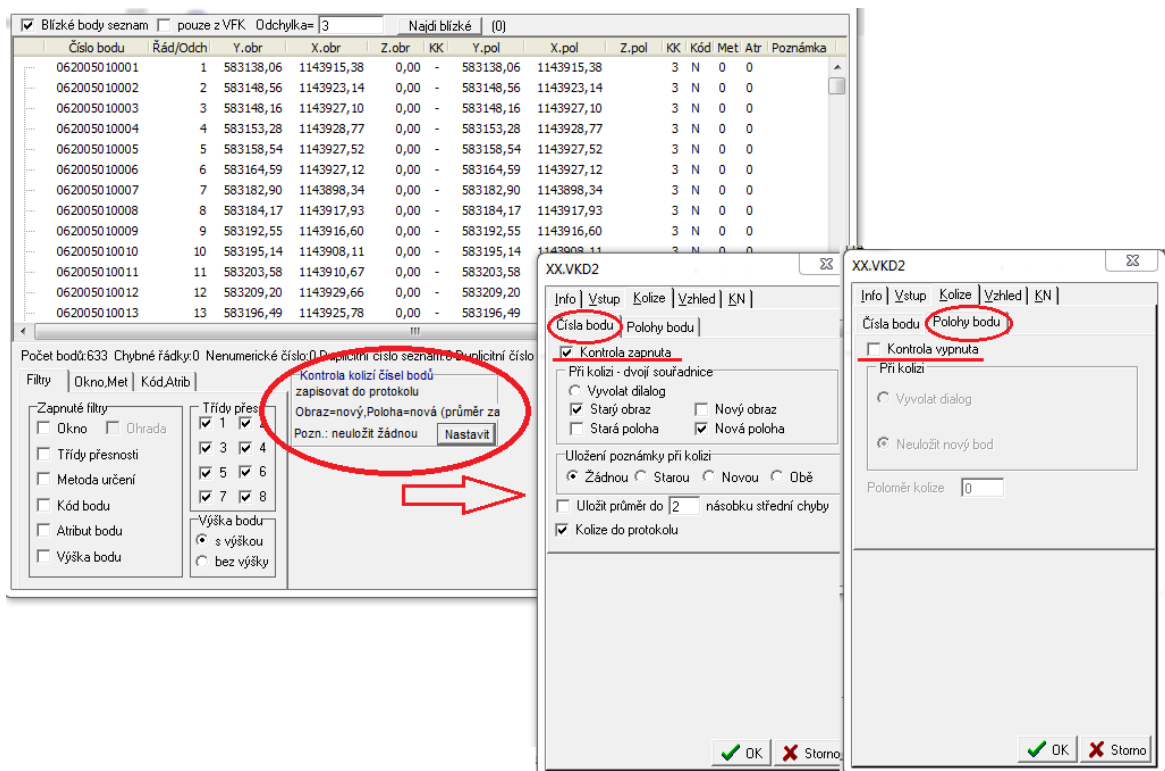 Blízké body seznam pouze z VFK Odchylka= 3 Najdi blízké (0)
Číslo bodu Řád/Odch Y.obr X.obr Z.obr KK Y.pol X.pol Z.pol KK Kód Met Atr Poznámka
062005010001 1 583138,06 1143915,38 0,00 - 583138,06 1143915,38 3 N 0 0
062005010002 2 583148,56 1143923,14 0,00 - 583148,56 1143923,14 3 N 0 0
062005010003 3 583148,16 1143927,10 0,00 - 583148,16 1143927,10 3 N 0 0
062005010004 4 583153,28 1143928,77 0,00 - 583153,28 1143928,77 3 N 0 0
062005010005 5 583158,54 1143927,52 0,00 - 583158,54 1143927,52 3 N 0 0
062005010006 6 583164,59 1143927,12 0,00 - 583164,59 1143927,12 3 N 0 0
062005010007 7 583182,90 1143898,34 0,00 - 583182,90 1143898,34 3 N 0 0
062005010008 8 583184,17 1143917,93 0,00 - 583184,17 1143917,93 3 N 0 0
062005010009 9 583192,55 1143916,60 0,00 - 583192,55 1143916,60 3 N 0 0
062005010010 10 583195,14 1143908,11 0,00 - 583195,14 1143908,11 3 N 0 0
062005010011 11 583203,58 1143910,67 0,00 - 583203,58
062005010012 12 583209,20 1143929,66 0,00 - 583209,20
062005010013 13 583196,49 1143925,78 0,00 - 583196,49
Počet bodů:633 Chybné řádky:0 Nenumerické číslo:0 Duplicitní číslo seznam:0 Duplicitní číslo
Filtry Okno,Met Kód,Atrib
Zapnuté filtry
Okno Ohrada
Třídy přesnosti
Metoda určení
Kód bodu
Atribut bodu
Výška bodu
Třídy přes
1 2
3 4
5 6
7 8
Výška bodu
s výškou
bez výšky
Kontrola kolizí čísel bodů
zapisovat do protokolu
Obraz=nový,Poloha=nová (průměr za
Pozn.: neuložit žádnou Nastavit
XX.VKD2
Info Vstup Kolize Vzhled KN
Čísla bodu Polohy bodu
Kontrola zapnuta
Při kolizi - dvojí souřadnice
Vyvolat dialog
Starý obraz Nový obraz
Stará poloha Nová poloha
Uložení poznámky při kolizi
Žádnou Starou Novou Obě
Uložit průměr do 2 násobku střední chyby
Kolize do protokolu
OK Storno
XX.VKD2
Info Vstup Kolize Vzhled KN
Čísla bodu Polohy bodu
Kontrola vypnuta
Při kolizi
Vyvolat dialog
Neuložit nový bod
Poloměr kolize 0
OK Storno